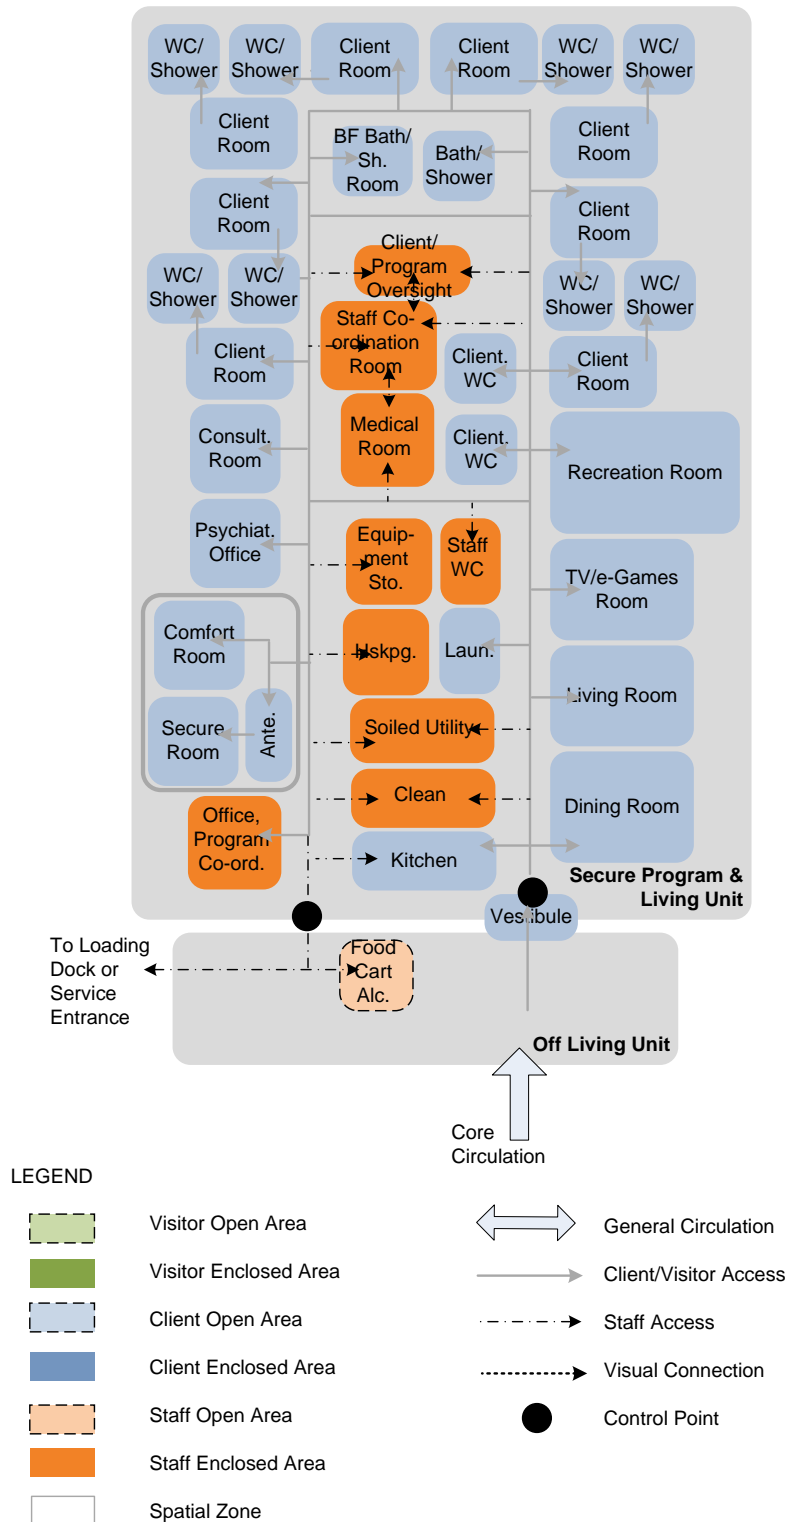 WC/
Shower
WC/
Shower
Client
Room
Client
Room
WC/
Shower
WC/
Shower
Client
Room
BF Bath/
Sh.
Room
Bath/
Shower
Client
Room
Client
Room
Client
Room
WC/
Shower
WC/
Shower
Client/
Program
Oversight
WC/
Shower
WC/
Shower
Staff Co-
ordination
Room
Client
Room
Client.
WC
Client
Room
Consult.
Room
Medical
Room
Client.
WC
Recreation Room
Psychiat.
Office
Equip-
ment
Sto.
Staff
WC
TV/e-Games
Room
Comfort
Room
Hskpg.
Laun.
Living Room
Secure
Room
Ante.
Soiled Utility
Office,
Program
Co-ord.
Clean
Dining Room
Kitchen
Secure Program &
Living Unit
Vestibule
To Loading
Dock or
Service
Entrance
Food
Cart
Alc.
Off Living Unit
Core
Circulation
LEGEND
Visitor Open Area
Visitor Enclosed Area
Client Open Area
Client Enclosed Area
Staff Open Area
Staff Enclosed Area
Spatial Zone
General Circulation
Client/Visitor Access
Staff Access
Visual Connection
Control Point